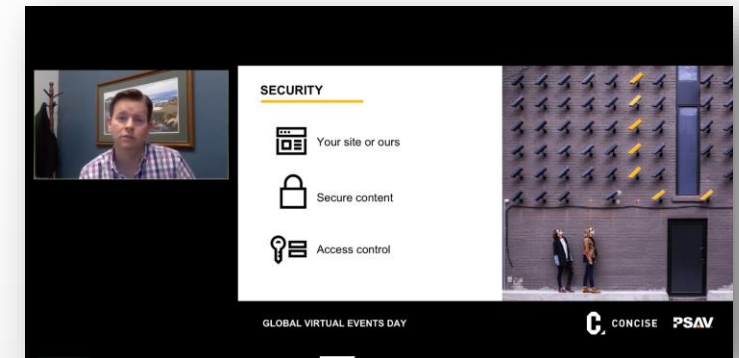 SECURITY
Your site or ours
Secure content
Access control
GLOBAL VIRTUAL EVENTS DAY
CONCISE PSAV